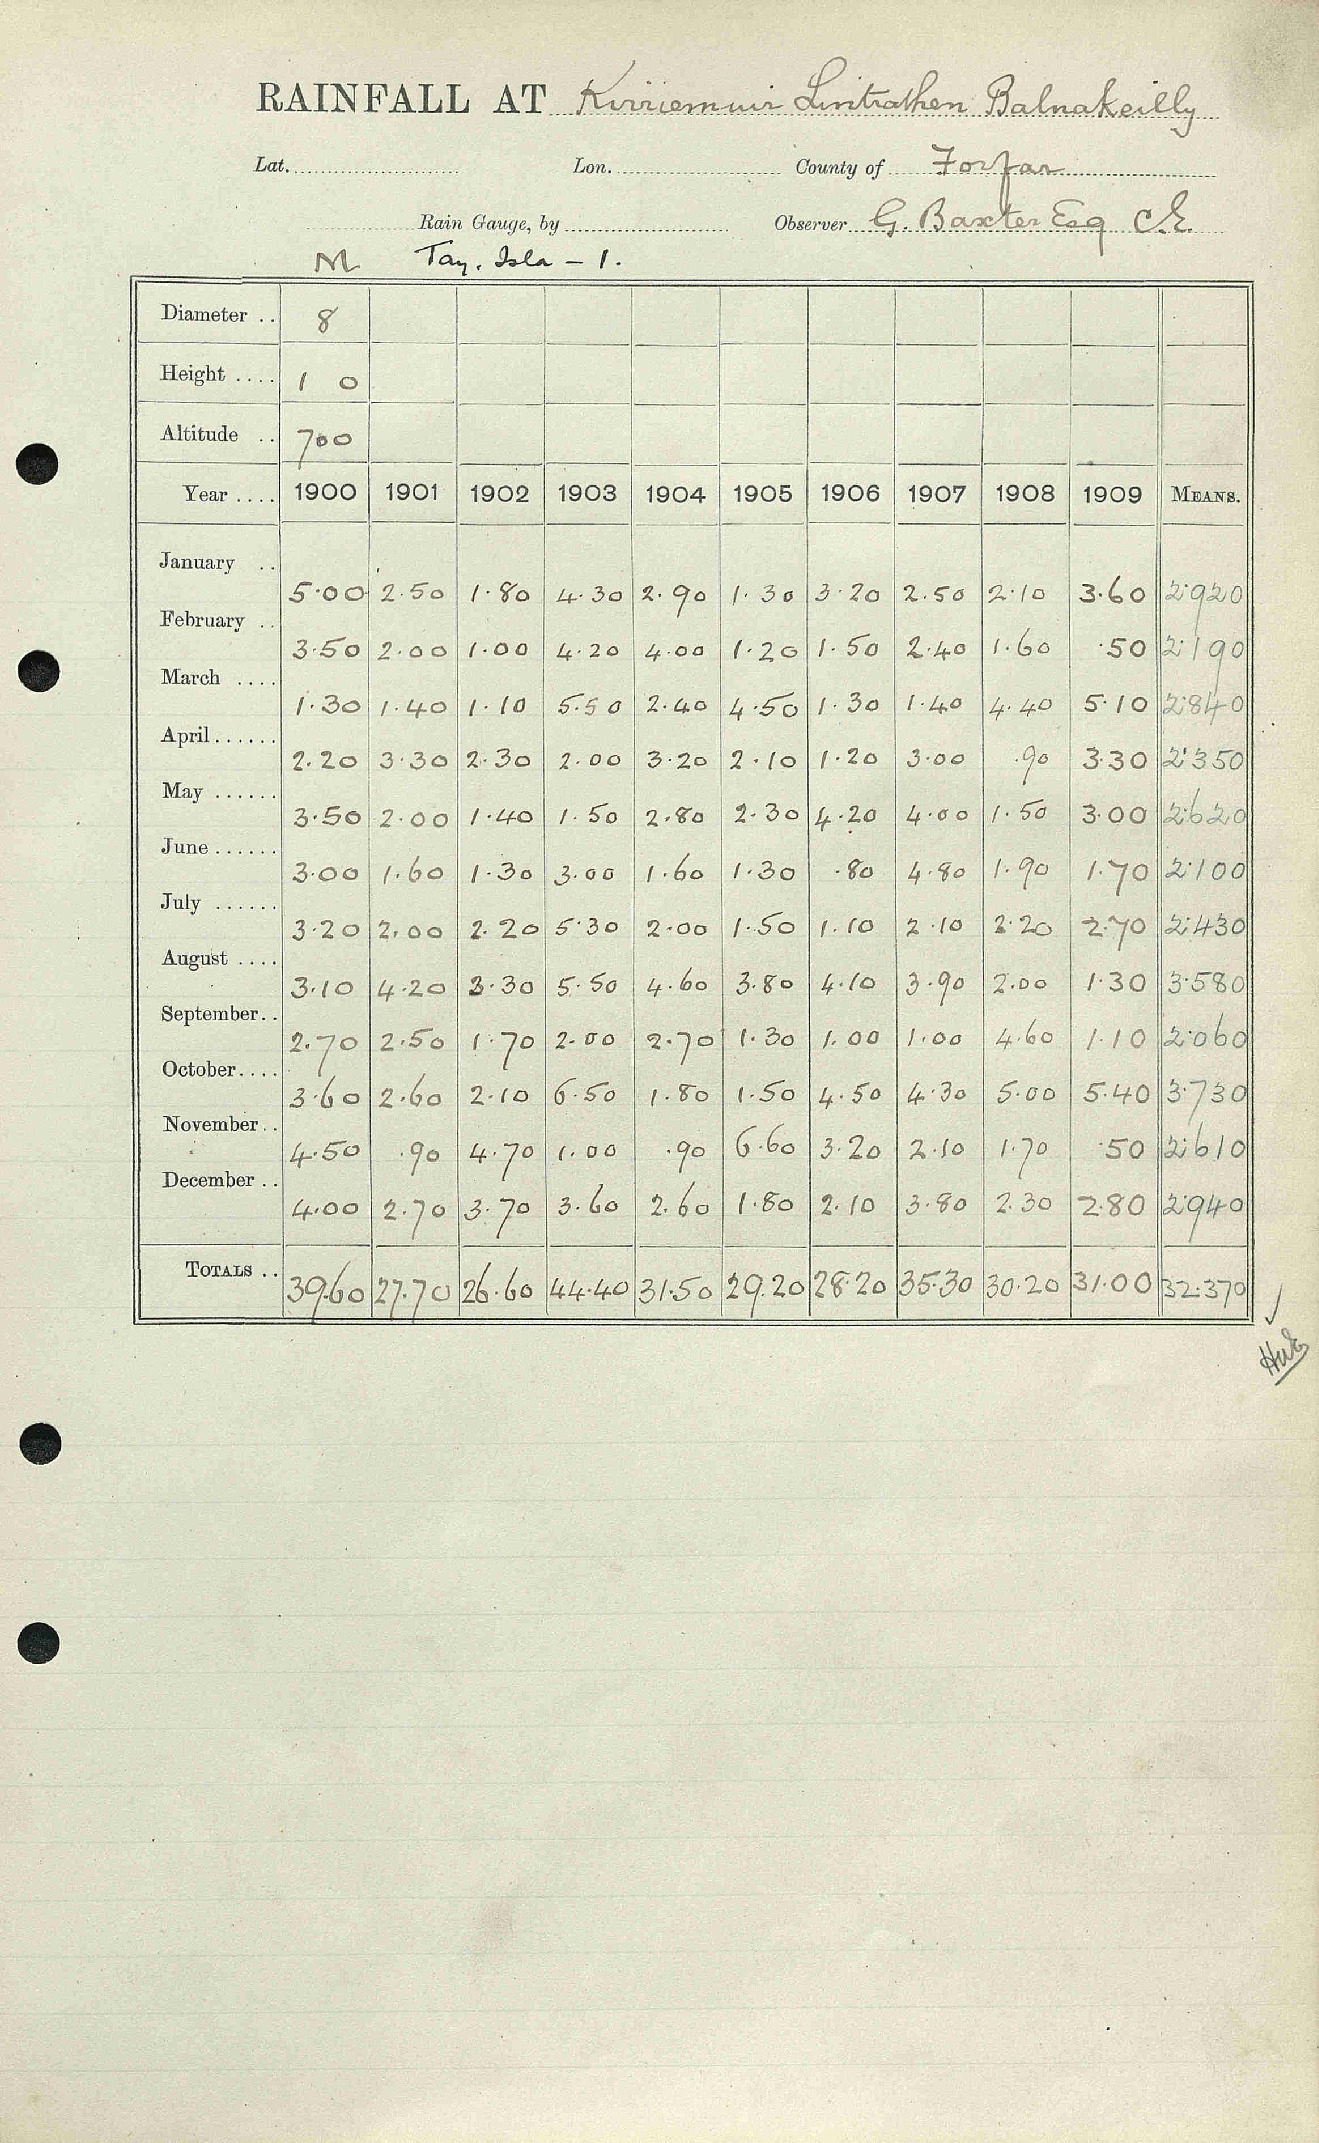 RAINFALL AT Kirriemuir Lintrathen Balnakeilly
Lat. Lon. County of Forfar
Rain Gauge, by Observer G. Baxter Esq C.E.
M Tay, Isla - 1.
Diameter .. 8
Height .... 1 0
Altitude .. 700
Year .... 1900 1901 1902 1903 1904 1905 1906 1907 1908 1909 MEANS.
January .. 5.00 2.50 1.80 4.30 2.90 1.30 3.20 2.50 2.10 3.60 2.920
February .. 3.50 2.00 1.00 4.20 4.00 1.20 1.50 2.40 1.60 .50 2.190
March .... 1.30 1.40 1.10 5.50 2.40 4.50 1.30 1.40 4.40 5.10 2.840
April...... 2.20 3.30 2.30 2.00 3.20 2.10 1.20 3.00 .90 3.30 2.350
May ...... 3.50 2.00 1.40 1.50 2.80 2.30 4.20 4.00 1.50 3.00 2.620
June ...... 3.00 1.60 1.30 3.00 1.60 1.30 .80 4.80 1.90 1.70 2.100
July ...... 3.20 2.00 2.20 5.30 2.00 1.50 1.10 2.10 2.20 2.70 2.430
August .... 3.10 4.20 3.30 5.50 4.60 3.80 4.10 3.90 2.00 1.30 3.580
September.. 2.70 2.50 1.70 2.00 2.70 1.30 1.00 1.00 4.60 1.10 2.060
October.... 3.60 2.60 2.10 6.50 1.80 1.50 4.50 4.30 5.00 5.40 3.730
November.. 4.50 .90 4.70 1.00 .90 6.60 3.20 2.10 1.70 .50 2.610
December .. 4.00 2.70 3.70 3.60 2.60 1.80 2.10 3.80 2.30 2.80 2.940
TOTALS .. 39.60 27.70 26.60 44.40 31.50 29.20 28.20 35.30 30.20 31.00 32.370